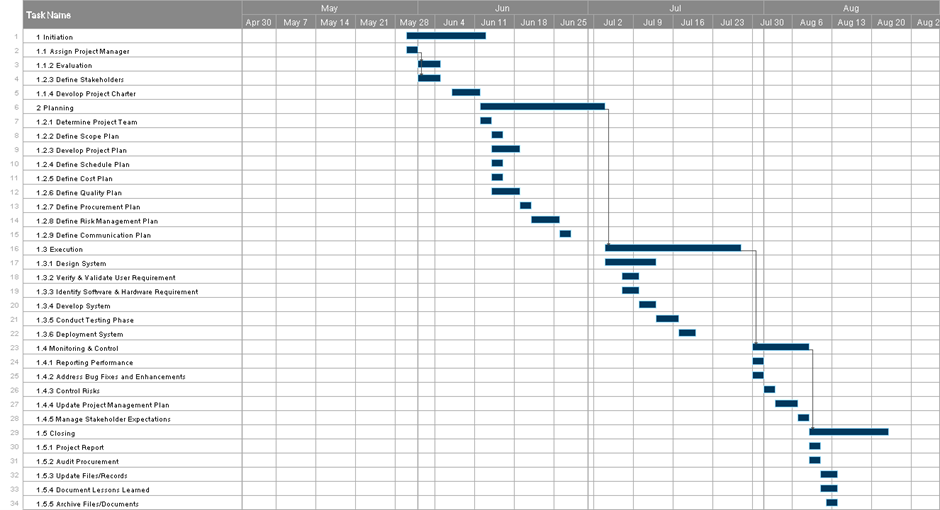 Task Name
May Jun Jul Aug
Apr 30 May 7 May 14 May 21 May 28 Jun 4 Jun 11 Jun 18 Jun 25 Jul 2 Jul 9 Jul 16 Jul 23 Jul 30 Aug 6 Aug 13 Aug 20 Aug 2
1 1 Initiation
2 1.1 Assign Project Manager
3 1.1.2 Evaluation
4 1.2.3 Define Stakeholders
5 1.1.4 Devolop Project Charter
6 2 Planning
7 1.2.1 Determine Project Team
8 1.2.2 Define Scope Plan
9 1.2.3 Develop Project Plan
10 1.2.4 Define Schedule Plan
11 1.2.5 Define Cost Plan
12 1.2.6 Define Quality Plan
13 1.2.7 Define Procurement Plan
14 1.2.8 Define Risk Management Plan
15 1.2.9 Define Communication Plan
16 1.3 Execution
17 1.3.1 Design System
18 1.3.2 Verify & Validate User Requirement
19 1.3.3 Identify Software & Hardware Requirement
20 1.3.4 Develop System
21 1.3.5 Conduct Testing Phase
22 1.3.6 Deployment System
23 1.4 Monitoring & Control
24 1.4.1 Reporting Performance
25 1.4.2 Address Bug Fixes and Enhancements
26 1.4.3 Control Risks
27 1.4.4 Update Project Management Plan
28 1.4.5 Manage Stakeholder Expectations
29 1.5 Closing
30 1.5.1 Project Report
31 1.5.2 Audit Procurement
32 1.5.3 Update Files/Records
33 1.5.4 Document Lessons Learned
34 1.5.5 Archive Files/Documents